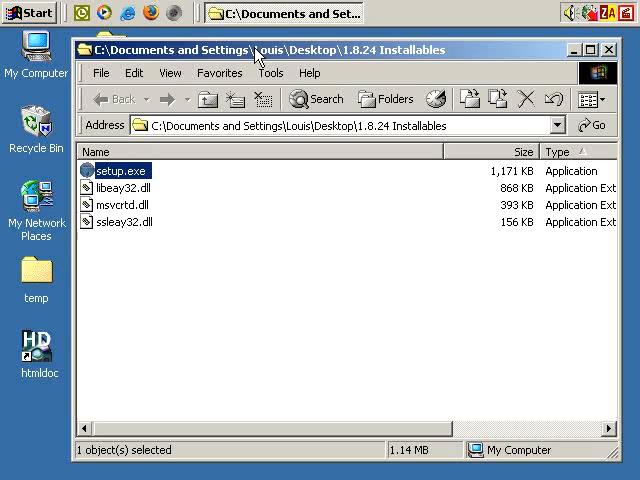 Start
C:\Documents and Set...
ZA
My Computer
Recycle Bin
My Network
Places
temp
HD
htmldoc
C:\Documents and Settings\Louis\Desktop\1.8.24 Installables
File Edit View Favorites Tools Help
Back Search Folders
Address C:\Documents and Settings\Louis\Desktop\1.8.24 Installables Go
Name Size Type
setup.exe 1,171 KB Application
libeay32.dll 868 KB Application Ext
msvcrtd.dll 393 KB Application Ext
ssleay32.dll 156 KB Application Ext
1 object(s) selected 1.14 MB My Computer